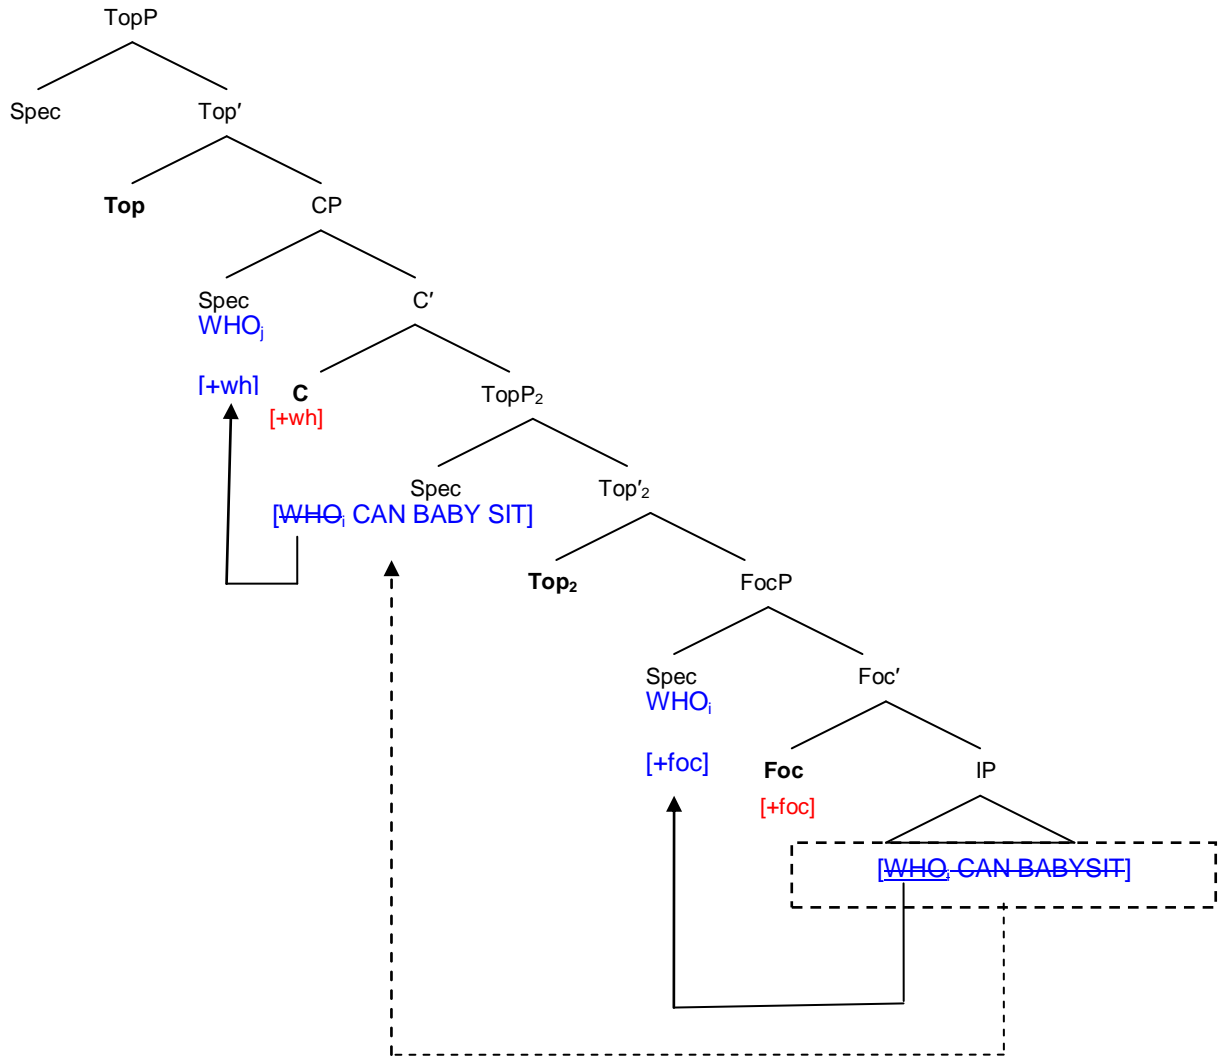 TopP
Spec Top′
Top CP
Spec C′
WHOj
[+wh] C
[+wh] TopP2
Spec Top′2
[WHOi CAN BABY SIT]
Top2 FocP
Spec Foc′
WHOi
[+foc] Foc IP
[+foc]
[WHOi CAN BABYSIT]